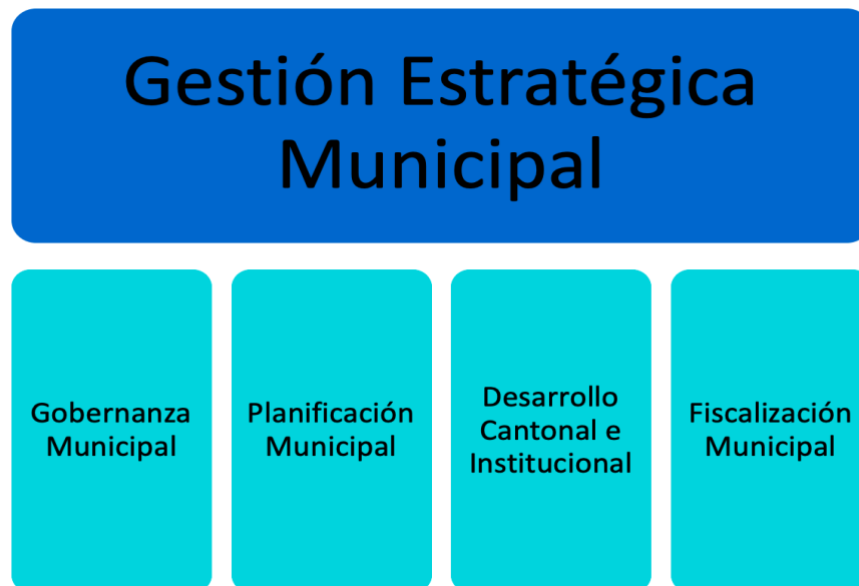 Gestión Estratégica
Municipal
Gobernanza
Municipal
Planificación
Municipal
Desarrollo
Cantonal e
Institucional
Fiscalización
Municipal